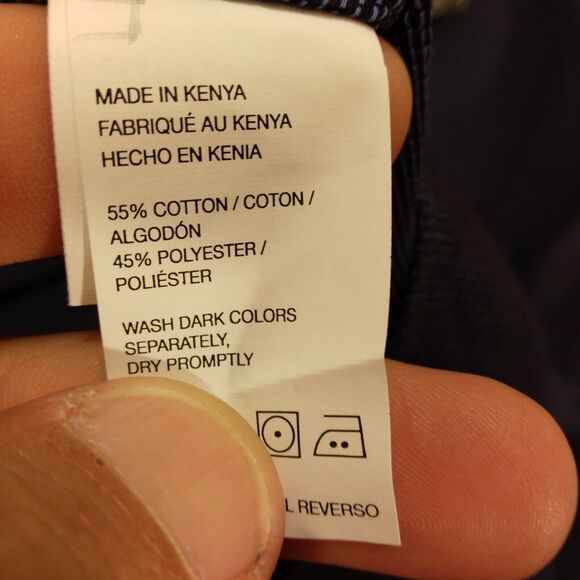 MADE IN KENYA
FABRIQUÉ AU KENYA
HECHO EN KENIA
55% COTTON / COTON /
ALGODÓN
45% POLYESTER /
POLIÉSTER
WASH DARK COLORS
SEPARATELY,
DRY PROMPTLY
REVERSO